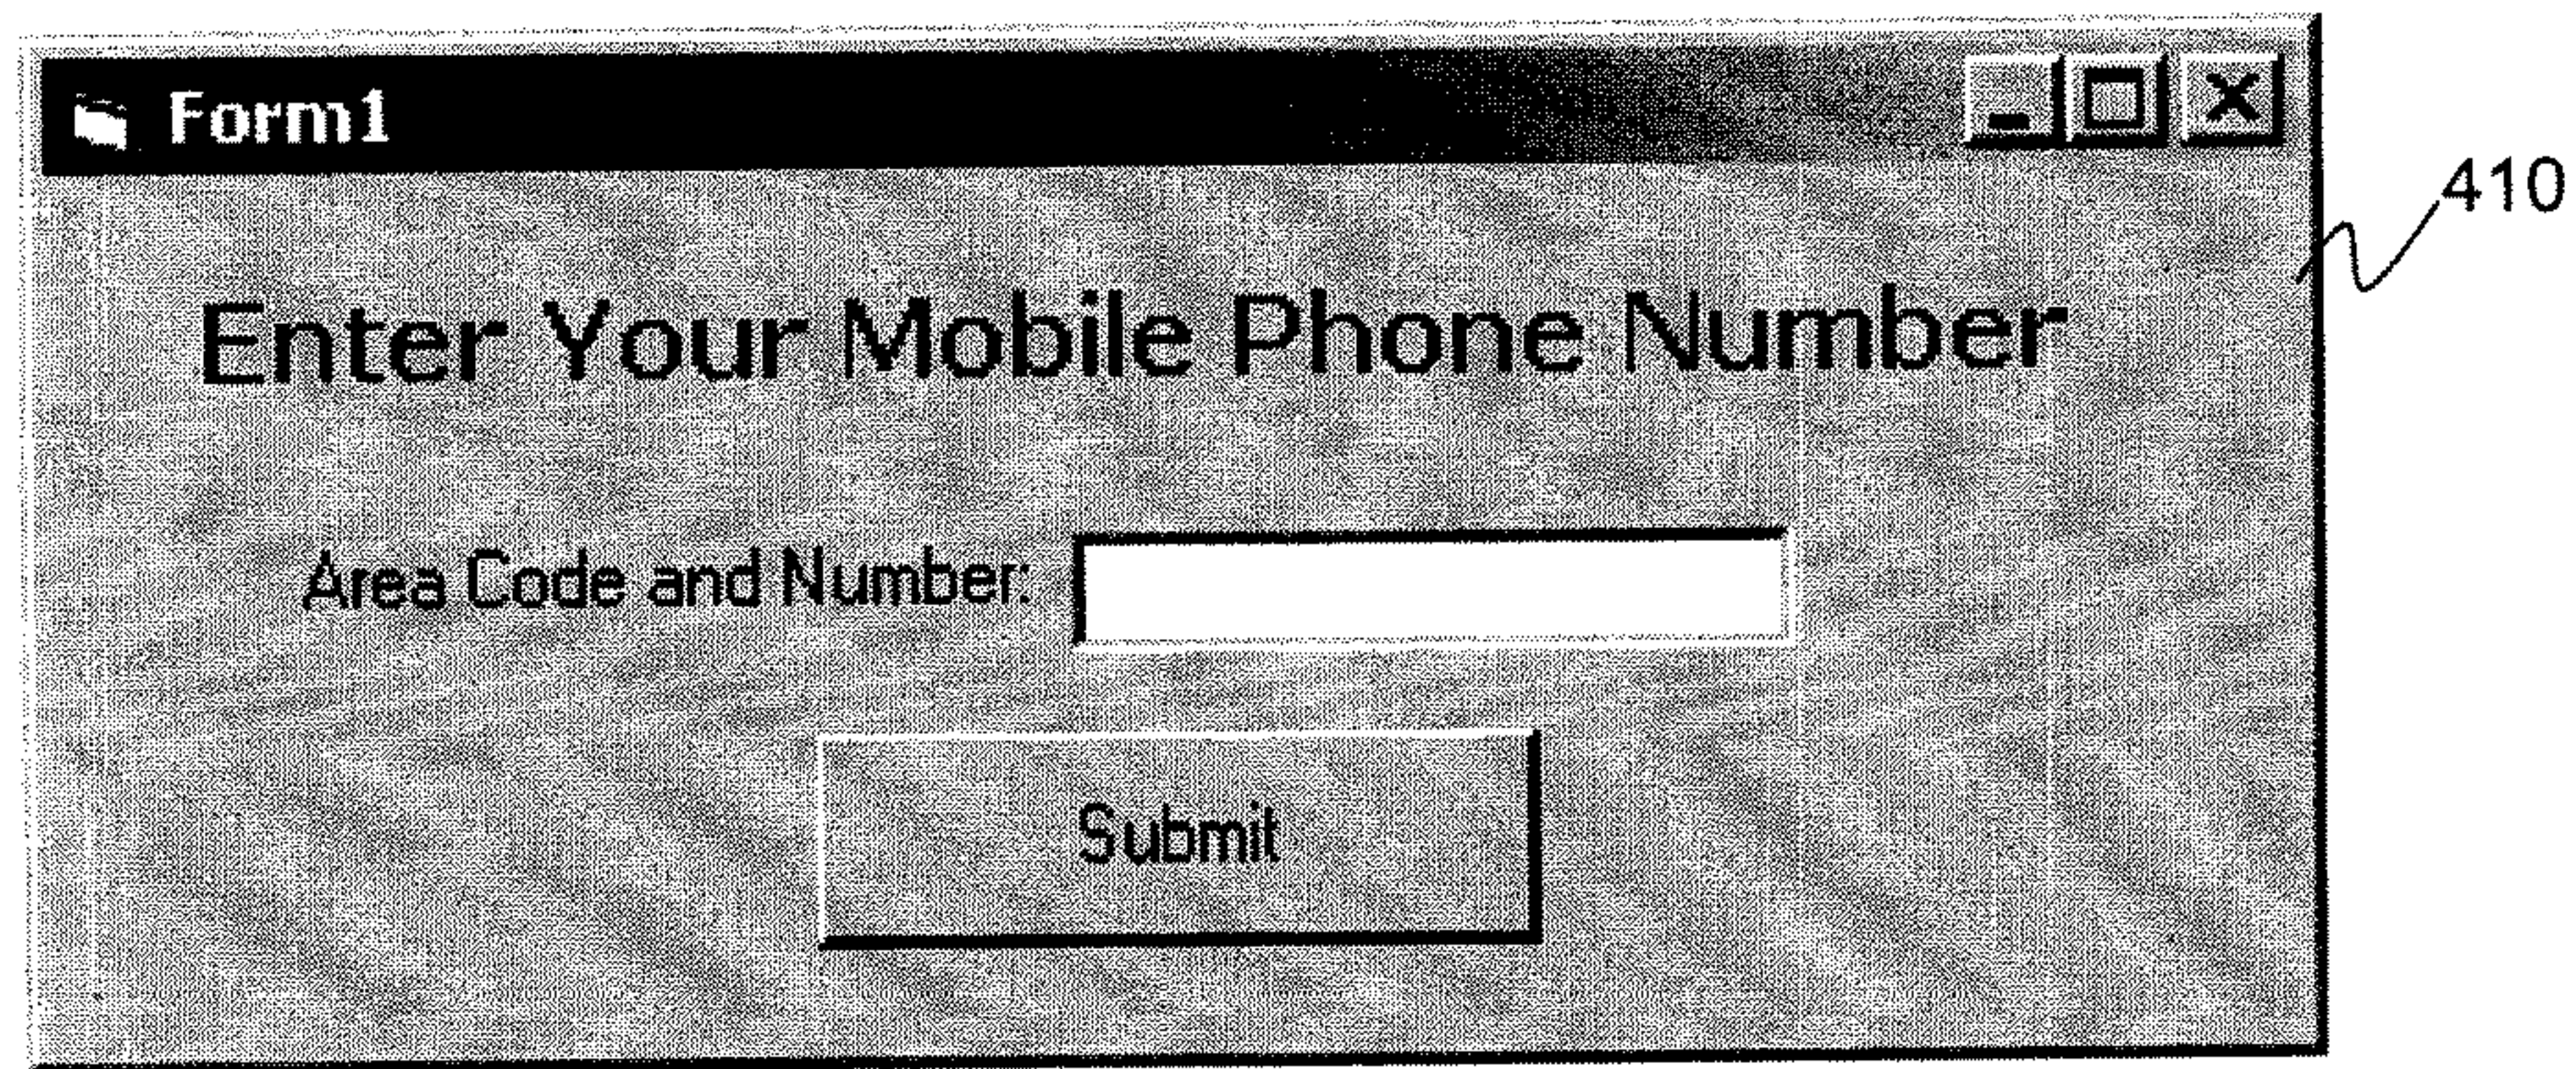 Form1
410
Enter Your Mobile Phone Number
Area Code and Number:
Submit